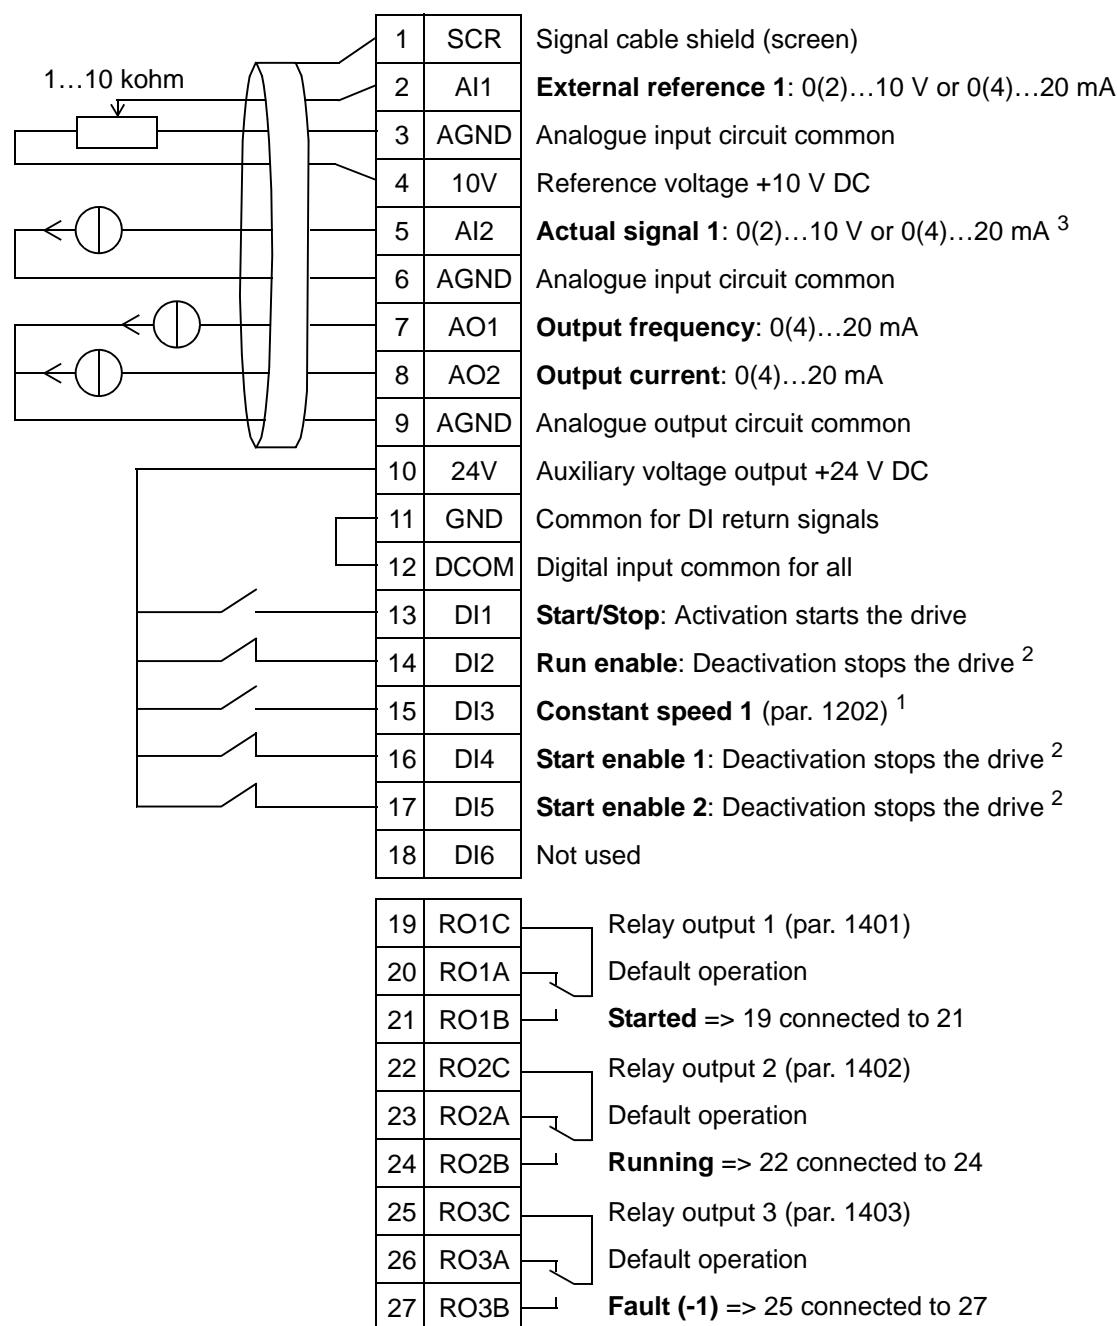 1 SCR Signal cable shield (screen)
1…10 kohm
2 AI1 External reference 1: 0(2)…10 V or 0(4)…20 mA
3 AGND Analogue input circuit common
4 10V Reference voltage +10 V DC
5 AI2 Actual signal 1: 0(2)…10 V or 0(4)…20 mA 3
6 AGND Analogue input circuit common
7 AO1 Output frequency: 0(4)…20 mA
8 AO2 Output current: 0(4)…20 mA
9 AGND Analogue output circuit common
10 24V Auxiliary voltage output +24 V DC
11 GND Common for DI return signals
12 DCOM Digital input common for all
13 DI1 Start/Stop: Activation starts the drive
14 DI2 Run enable: Deactivation stops the drive 2
15 DI3 Constant speed 1 (par. 1202) 1
16 DI4 Start enable 1: Deactivation stops the drive 2
17 DI5 Start enable 2: Deactivation stops the drive 2
18 DI6 Not used
19 RO1C Relay output 1 (par. 1401)
20 RO1A Default operation
21 RO1B Started => 19 connected to 21
22 RO2C Relay output 2 (par. 1402)
23 RO2A Default operation
24 RO2B Running => 22 connected to 24
25 RO3C Relay output 3 (par. 1403)
26 RO3A Default operation
27 RO3B Fault (-1) => 25 connected to 27